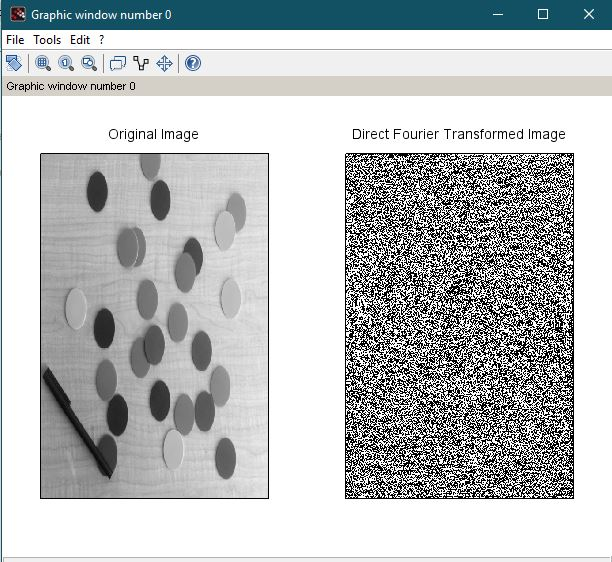 Graphic window number 0
File Tools Edit ?
Graphic window number 0
Original Image
Direct Fourier Transformed Image